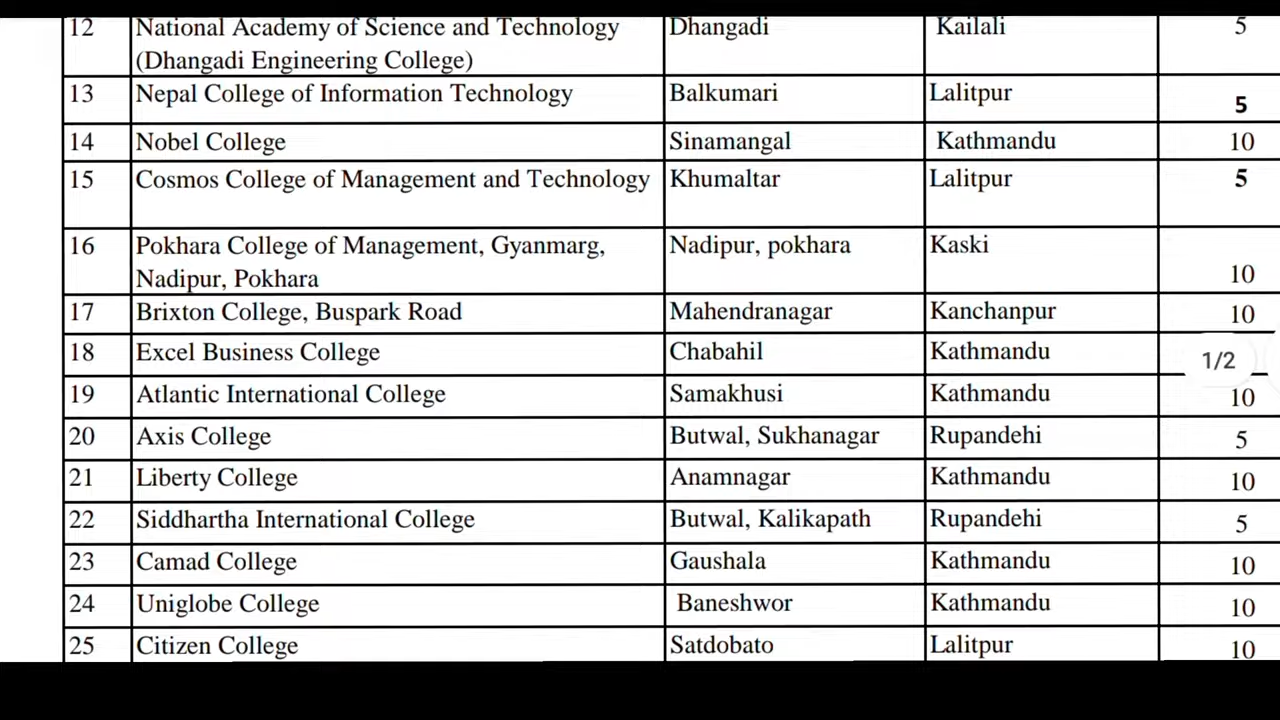 12 National Academy of Science and Technology Dhangadi Kailali 5
(Dhangadi Engineering College)
13 Nepal College of Information Technology Balkumari Lalitpur 5
14 Nobel College Sinamangal Kathmandu 10
15 Cosmos College of Management and Technology Khumaltar Lalitpur 5
16 Pokhara College of Management, Gyanmarg, Nadipur, pokhara Kaski
Nadipur, Pokhara 10
17 Brixton College, Buspark Road Mahendranagar Kanchanpur 10
18 Excel Business College Chabahil Kathmandu 1/2
19 Atlantic International College Samakhusi Kathmandu 10
20 Axis College Butwal, Sukhanagar Rupandehi 5
21 Liberty College Anamnagar Kathmandu 10
22 Siddhartha International College Butwal, Kalikapath Rupandehi 5
23 Camad College Gaushala Kathmandu 10
24 Uniglobe College Baneshwor Kathmandu 10
25 Citizen College Satdobato Lalitpur 10